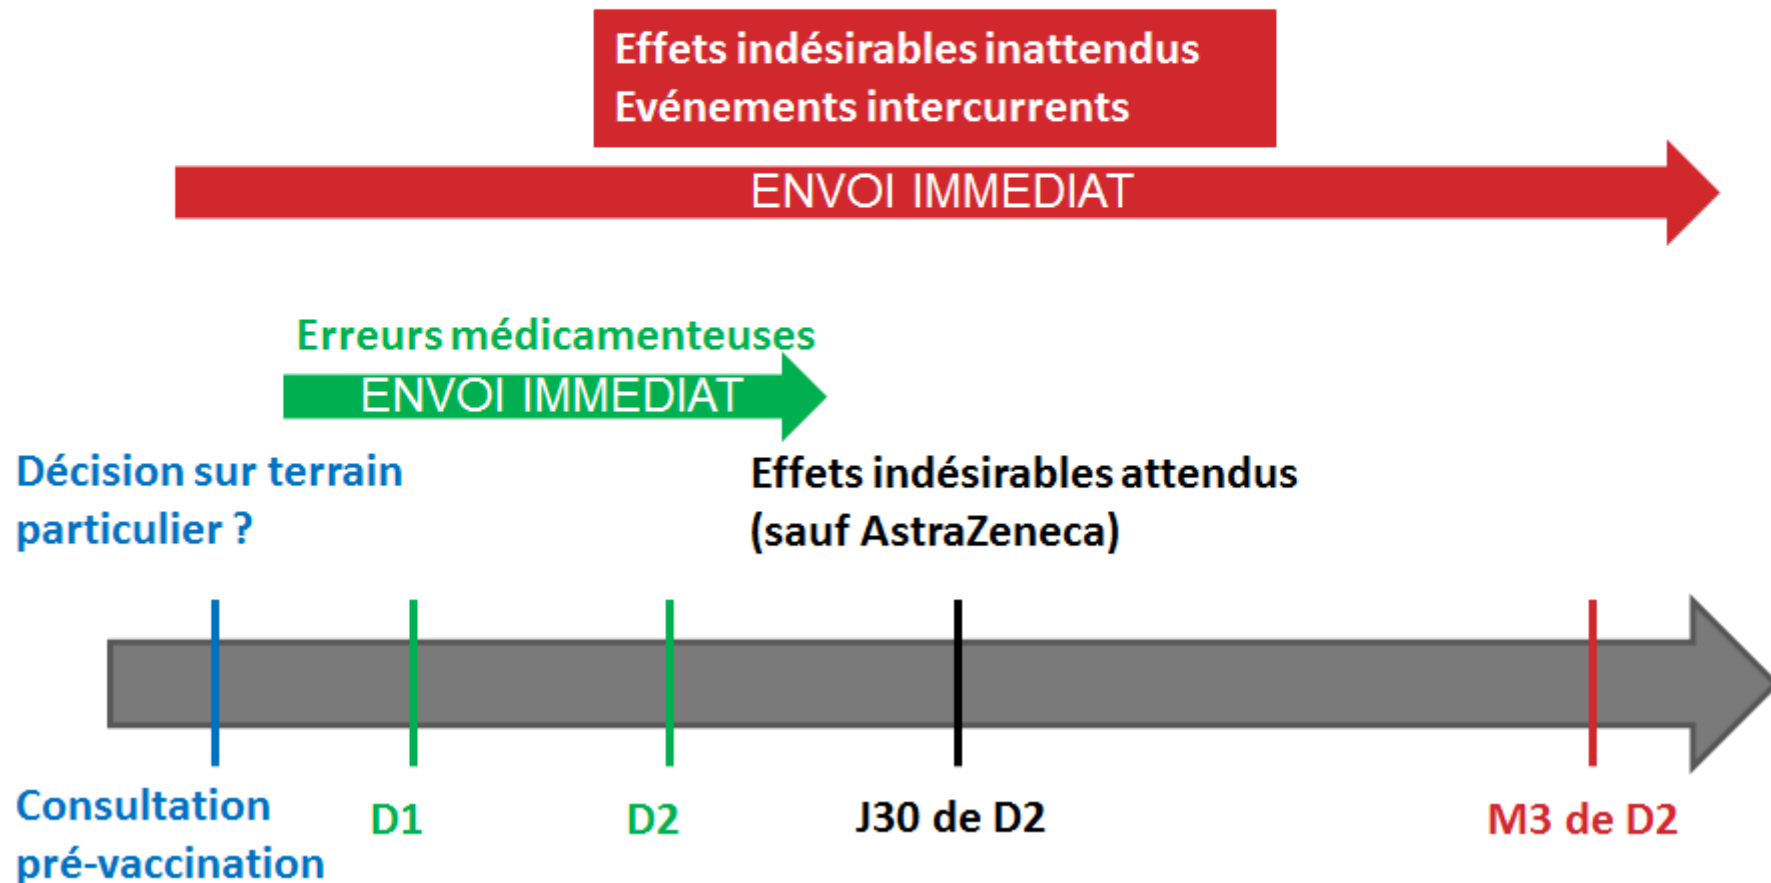 Effets indésirables inattendus
Evénements intercurrents
ENVOI IMMEDIAT
Erreurs médicamenteuses
ENVOI IMMEDIAT
Décision sur terrain
particulier ?
Effets indésirables attendus
(sauf AstraZeneca)
Consultation
pré-vaccination
D1
D2
J30 de D2
M3 de D2